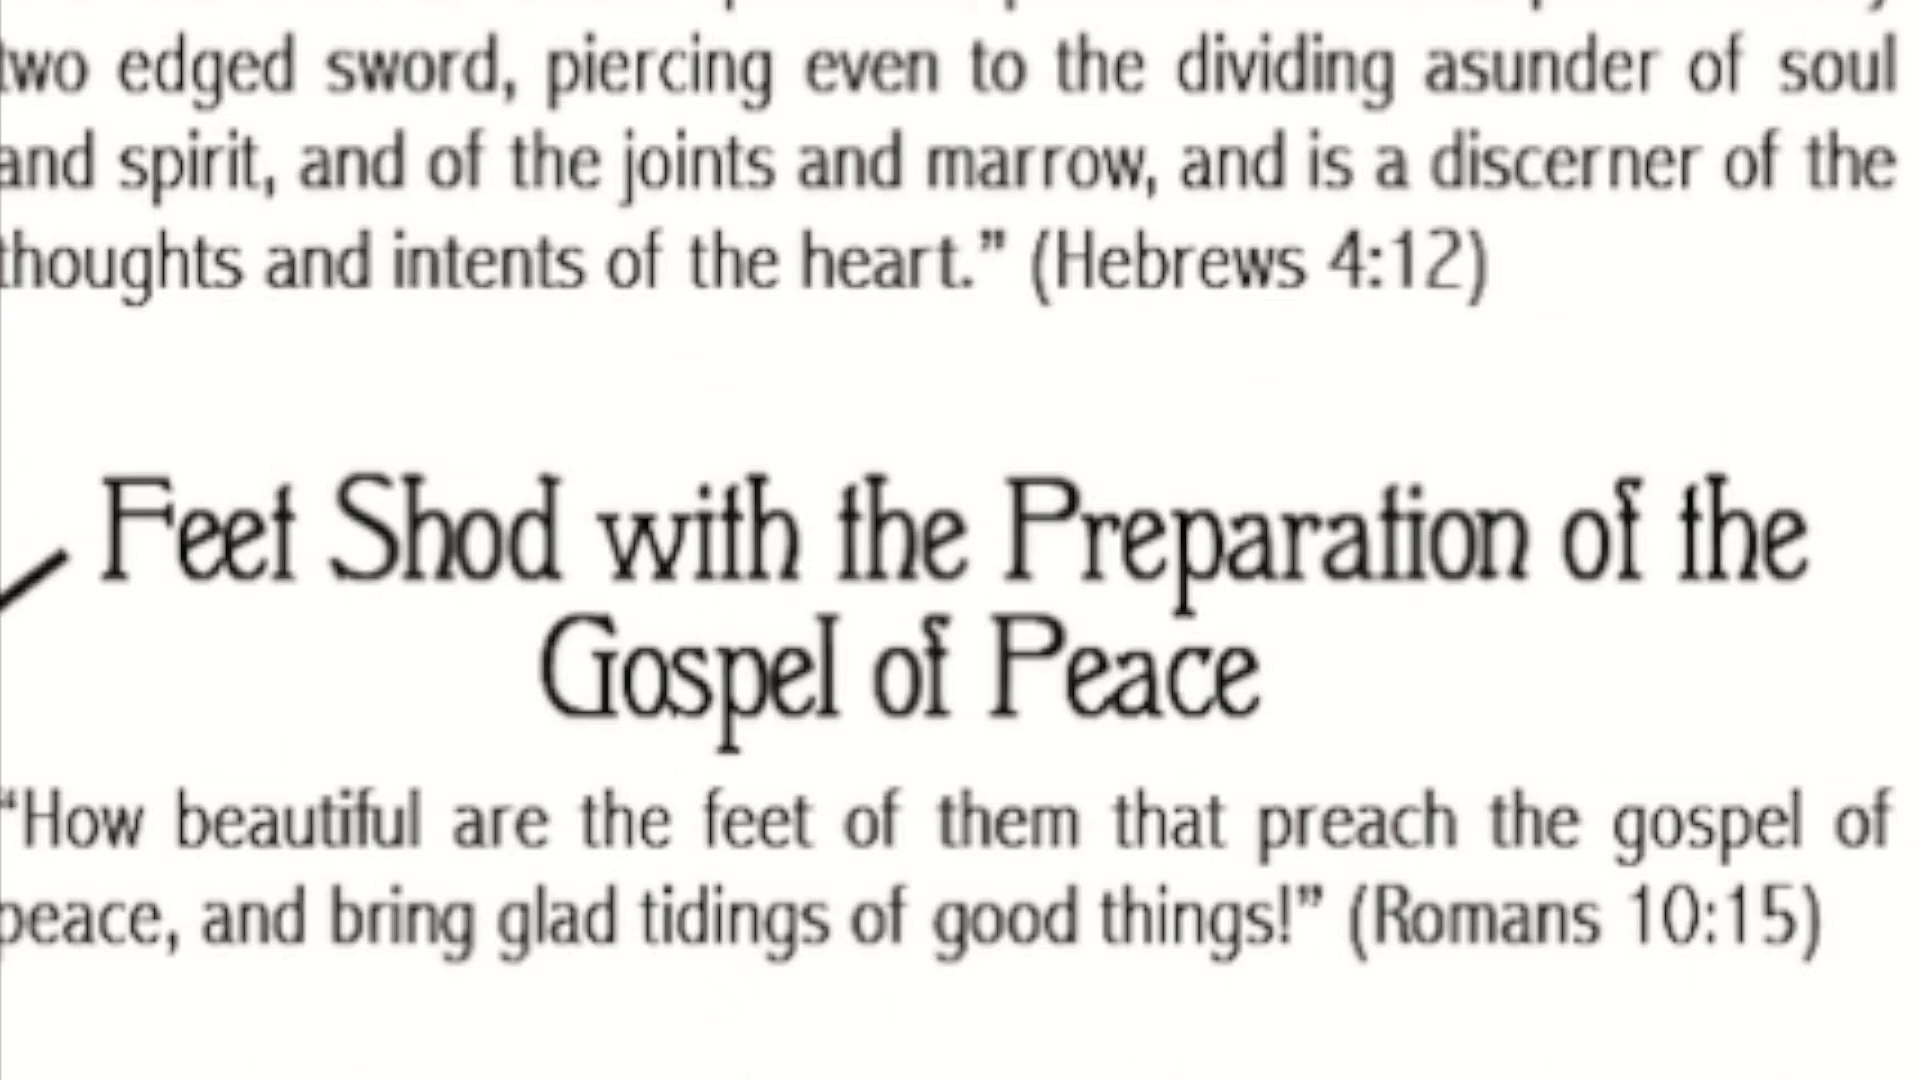 two edged sword, piercing even to the dividing asunder of soul
and spirit, and of the joints and marrow, and is a discerner of the
thoughts and intents of the heart.” (Hebrews 4:12)
Feet Shod with the Preparation of the
Gospel of Peace
“How beautiful are the feet of them that preach the gospel of
peace, and bring glad tidings of good things!” (Romans 10:15)